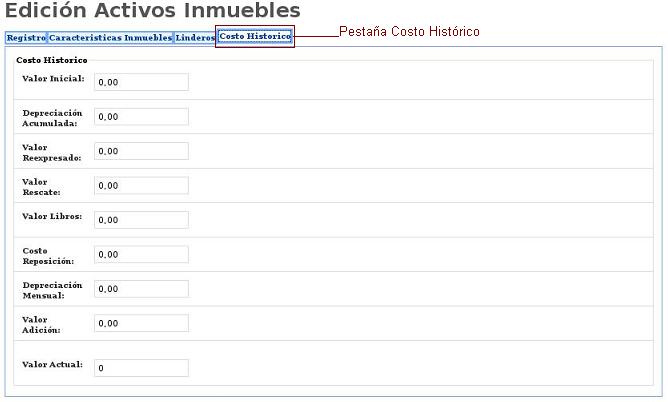 Edición Activos Inmuebles
Registro Caracteristicas Inmuebles Linderos Costo Historico Pestaña Costo Histórico
Costo Historico
Valor Inicial: 0,00
Depreciación
Acumulada: 0,00
Valor
Reexpresado: 0,00
Valor
Rescate: 0,00
Valor Libros: 0,00
Costo
Reposición: 0,00
Depreciación
Mensual: 0,00
Valor
Adición: 0,00
Valor Actual: 0